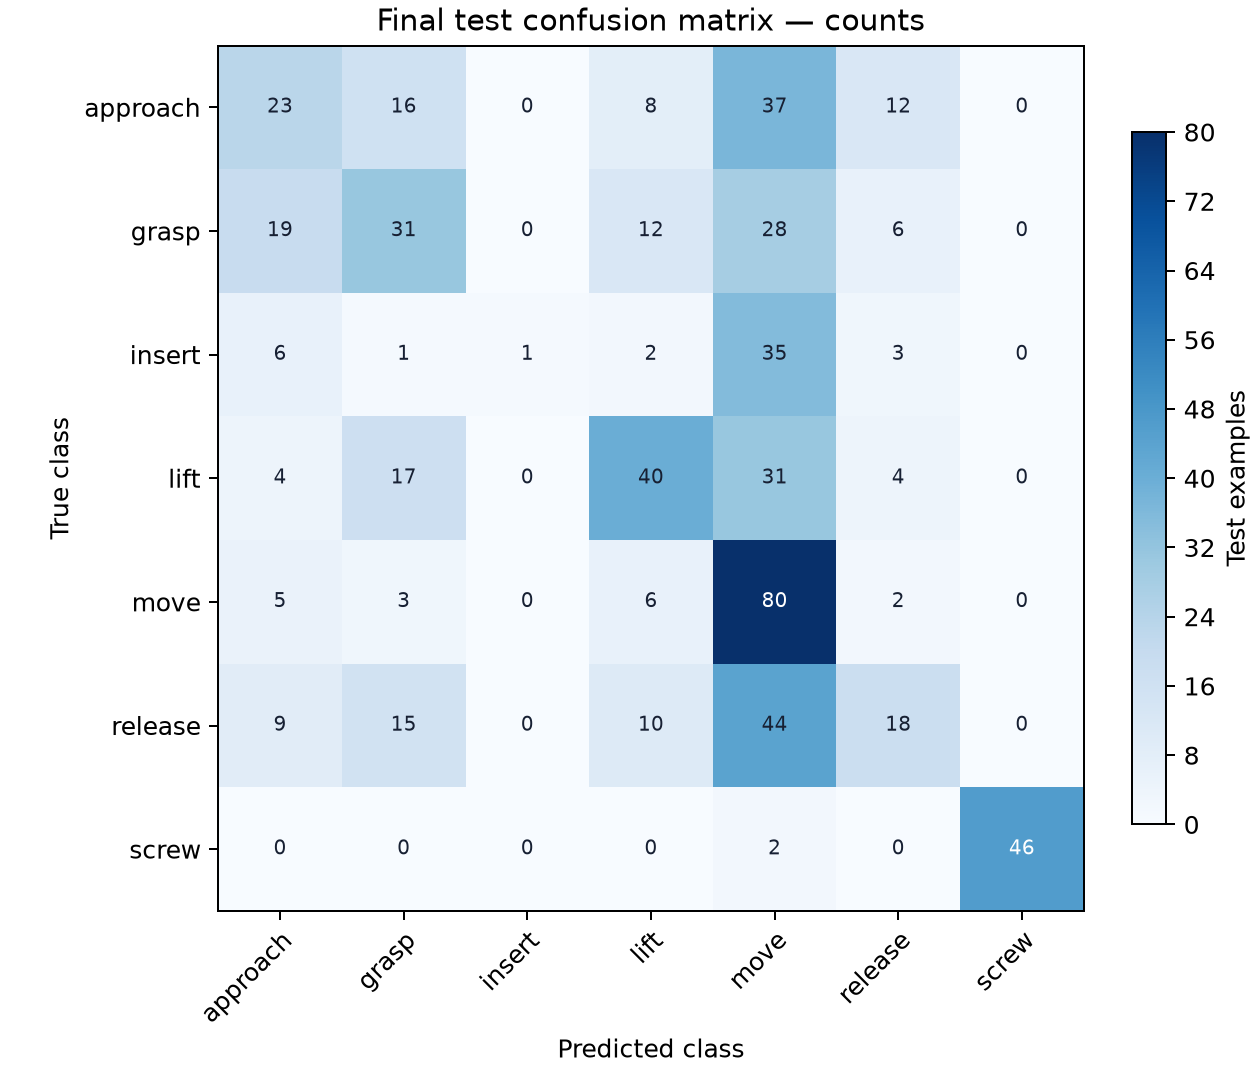 Final test confusion matrix — counts
approach 23 16 0 8 37 12 0
grasp 19 31 0 12 28 6 0
insert 6 1 1 2 35 3 0
lift 4 17 0 40 31 4 0
move 5 3 0 6 80 2 0
release 9 15 0 10 44 18 0
screw 0 0 0 0 2 0 46
approach grasp insert lift move release screw
Predicted class
True class
80
72
64
56
48
40
32
24
16
8
0
Test examples